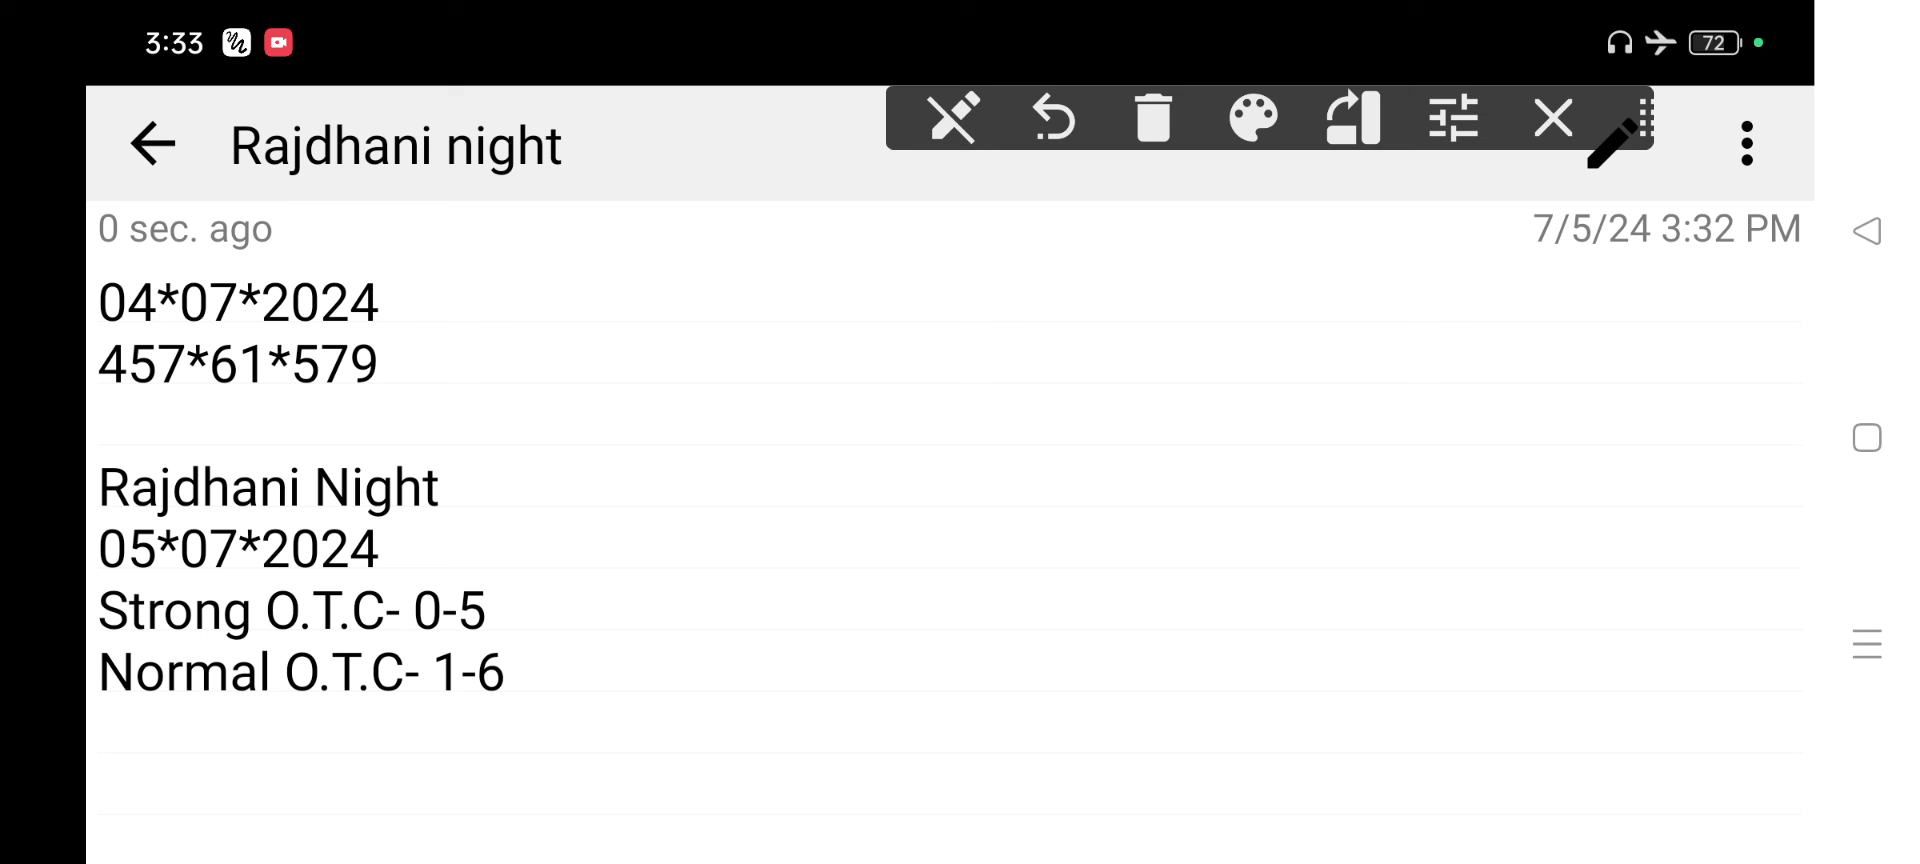 3:33
72
Rajdhani night
0 sec. ago
7/5/24 3:32 PM
04*07*2024
457*61*579
Rajdhani Night
05*07*2024
Strong O.T.C- 0-5
Normal O.T.C- 1-6